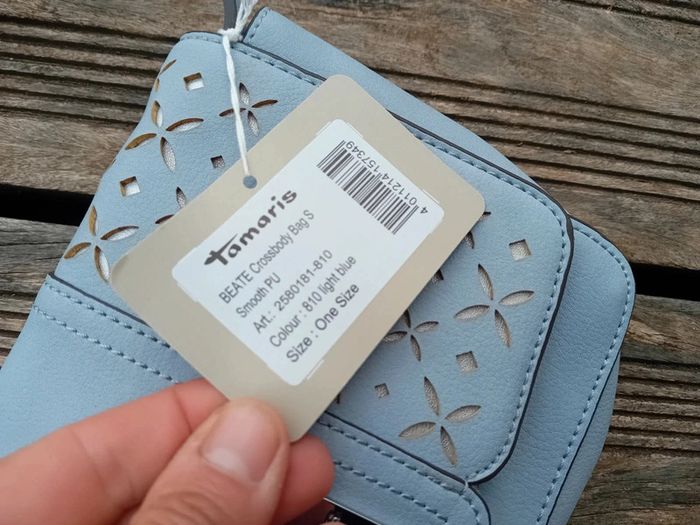 Tamaris
BEATE Crossbody Bag S
Smooth PU
Art.: 2580181-810
Colour : 810 light blue
Size : One Size
4 011214 157349